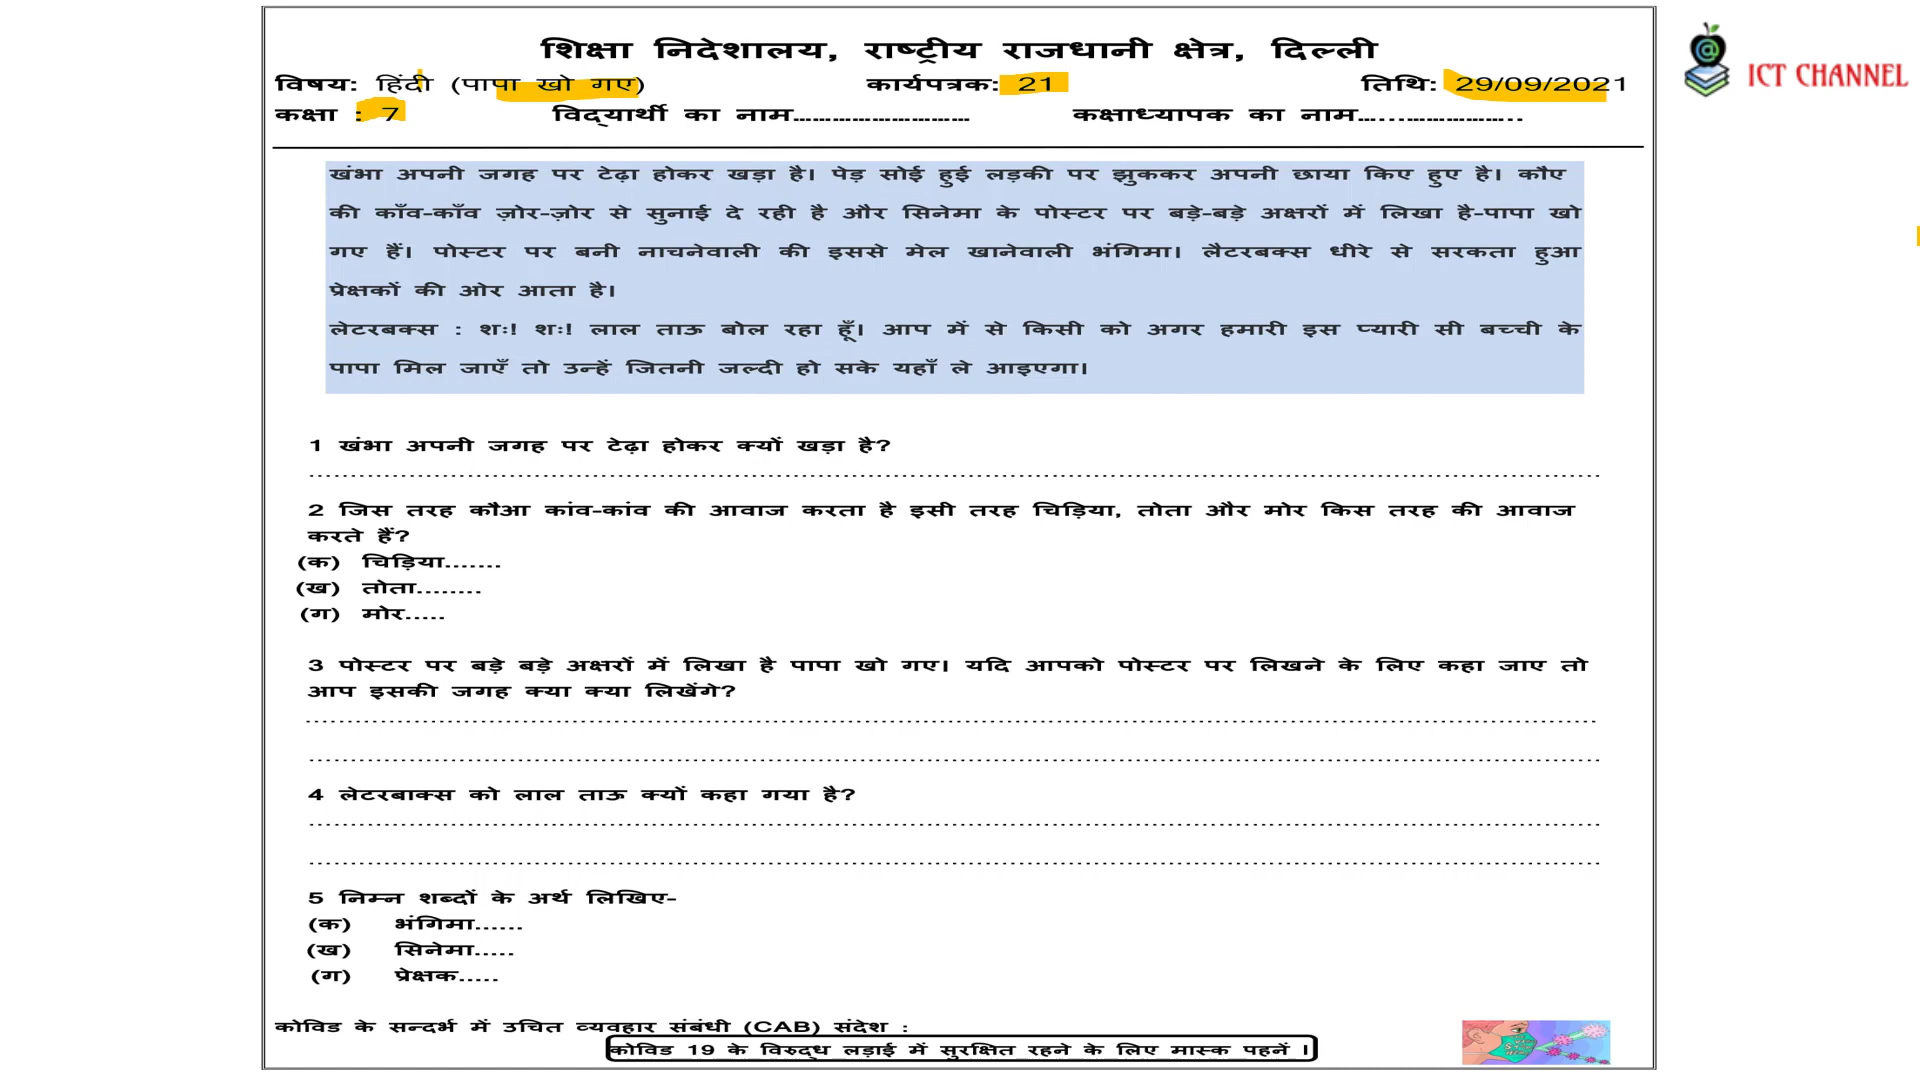 शिक्षा निदेशालय, राष्ट्रीय राजधानी क्षेत्र, दिल्ली
विषय: हिंदी (पापा खो गए) कार्यपत्रक: 21 तिथि: 29/09/2021
कक्षा : 7 विद्यार्थी का नाम........................... कक्षाध्यापक का नाम.........................
ICT CHANNEL
खंभा अपनी जगह पर टेढ़ा होकर खड़ा है। पेड़ सोई हुई लड़की पर झुककर अपनी छाया किए हुए है। कौए
की काँव-काँव ज़ोर-ज़ोर से सुनाई दे रही है और सिनेमा के पोस्टर पर बड़े-बड़े अक्षरों में लिखा है-पापा खो
गए हैं। पोस्टर पर बनी नाचनेवाली की इससे मेल खानेवाली भंगिमा। लैटरबक्स धीरे से सरकता हुआ
प्रेक्षकों की ओर आता है।
लेटरबक्स : शः! शः! लाल ताऊ बोल रहा हूँ। आप में से किसी को अगर हमारी इस प्यारी सी बच्ची के
पापा मिल जाएँ तो उन्हें जितनी जल्दी हो सके यहाँ ले आइएगा।
1 खंभा अपनी जगह पर टेढ़ा होकर क्यों खड़ा है?
2 जिस तरह कौआ कांव-कांव की आवाज करता है इसी तरह चिड़िया, तोता और मोर किस तरह की आवाज
करते हैं?
(क) चिड़िया.......
(ख) तोता........
(ग) मोर.....
3 पोस्टर पर बड़े बड़े अक्षरों में लिखा है पापा खो गए। यदि आपको पोस्टर पर लिखने के लिए कहा जाए तो
आप इसकी जगह क्या क्या लिखेंगे?
4 लेटरबाक्स को लाल ताऊ क्यों कहा गया है?
5 निम्न शब्दों के अर्थ लिखिए-
(क) भंगिमा......
(ख) सिनेमा.....
(ग) प्रेक्षक.....
कोविड के सन्दर्भ में उचित व्यवहार संबंधी (CAB) संदेश :
कोविड 19 के विरुद्ध लड़ाई में सुरक्षित रहने के लिए मास्क पहनें ।